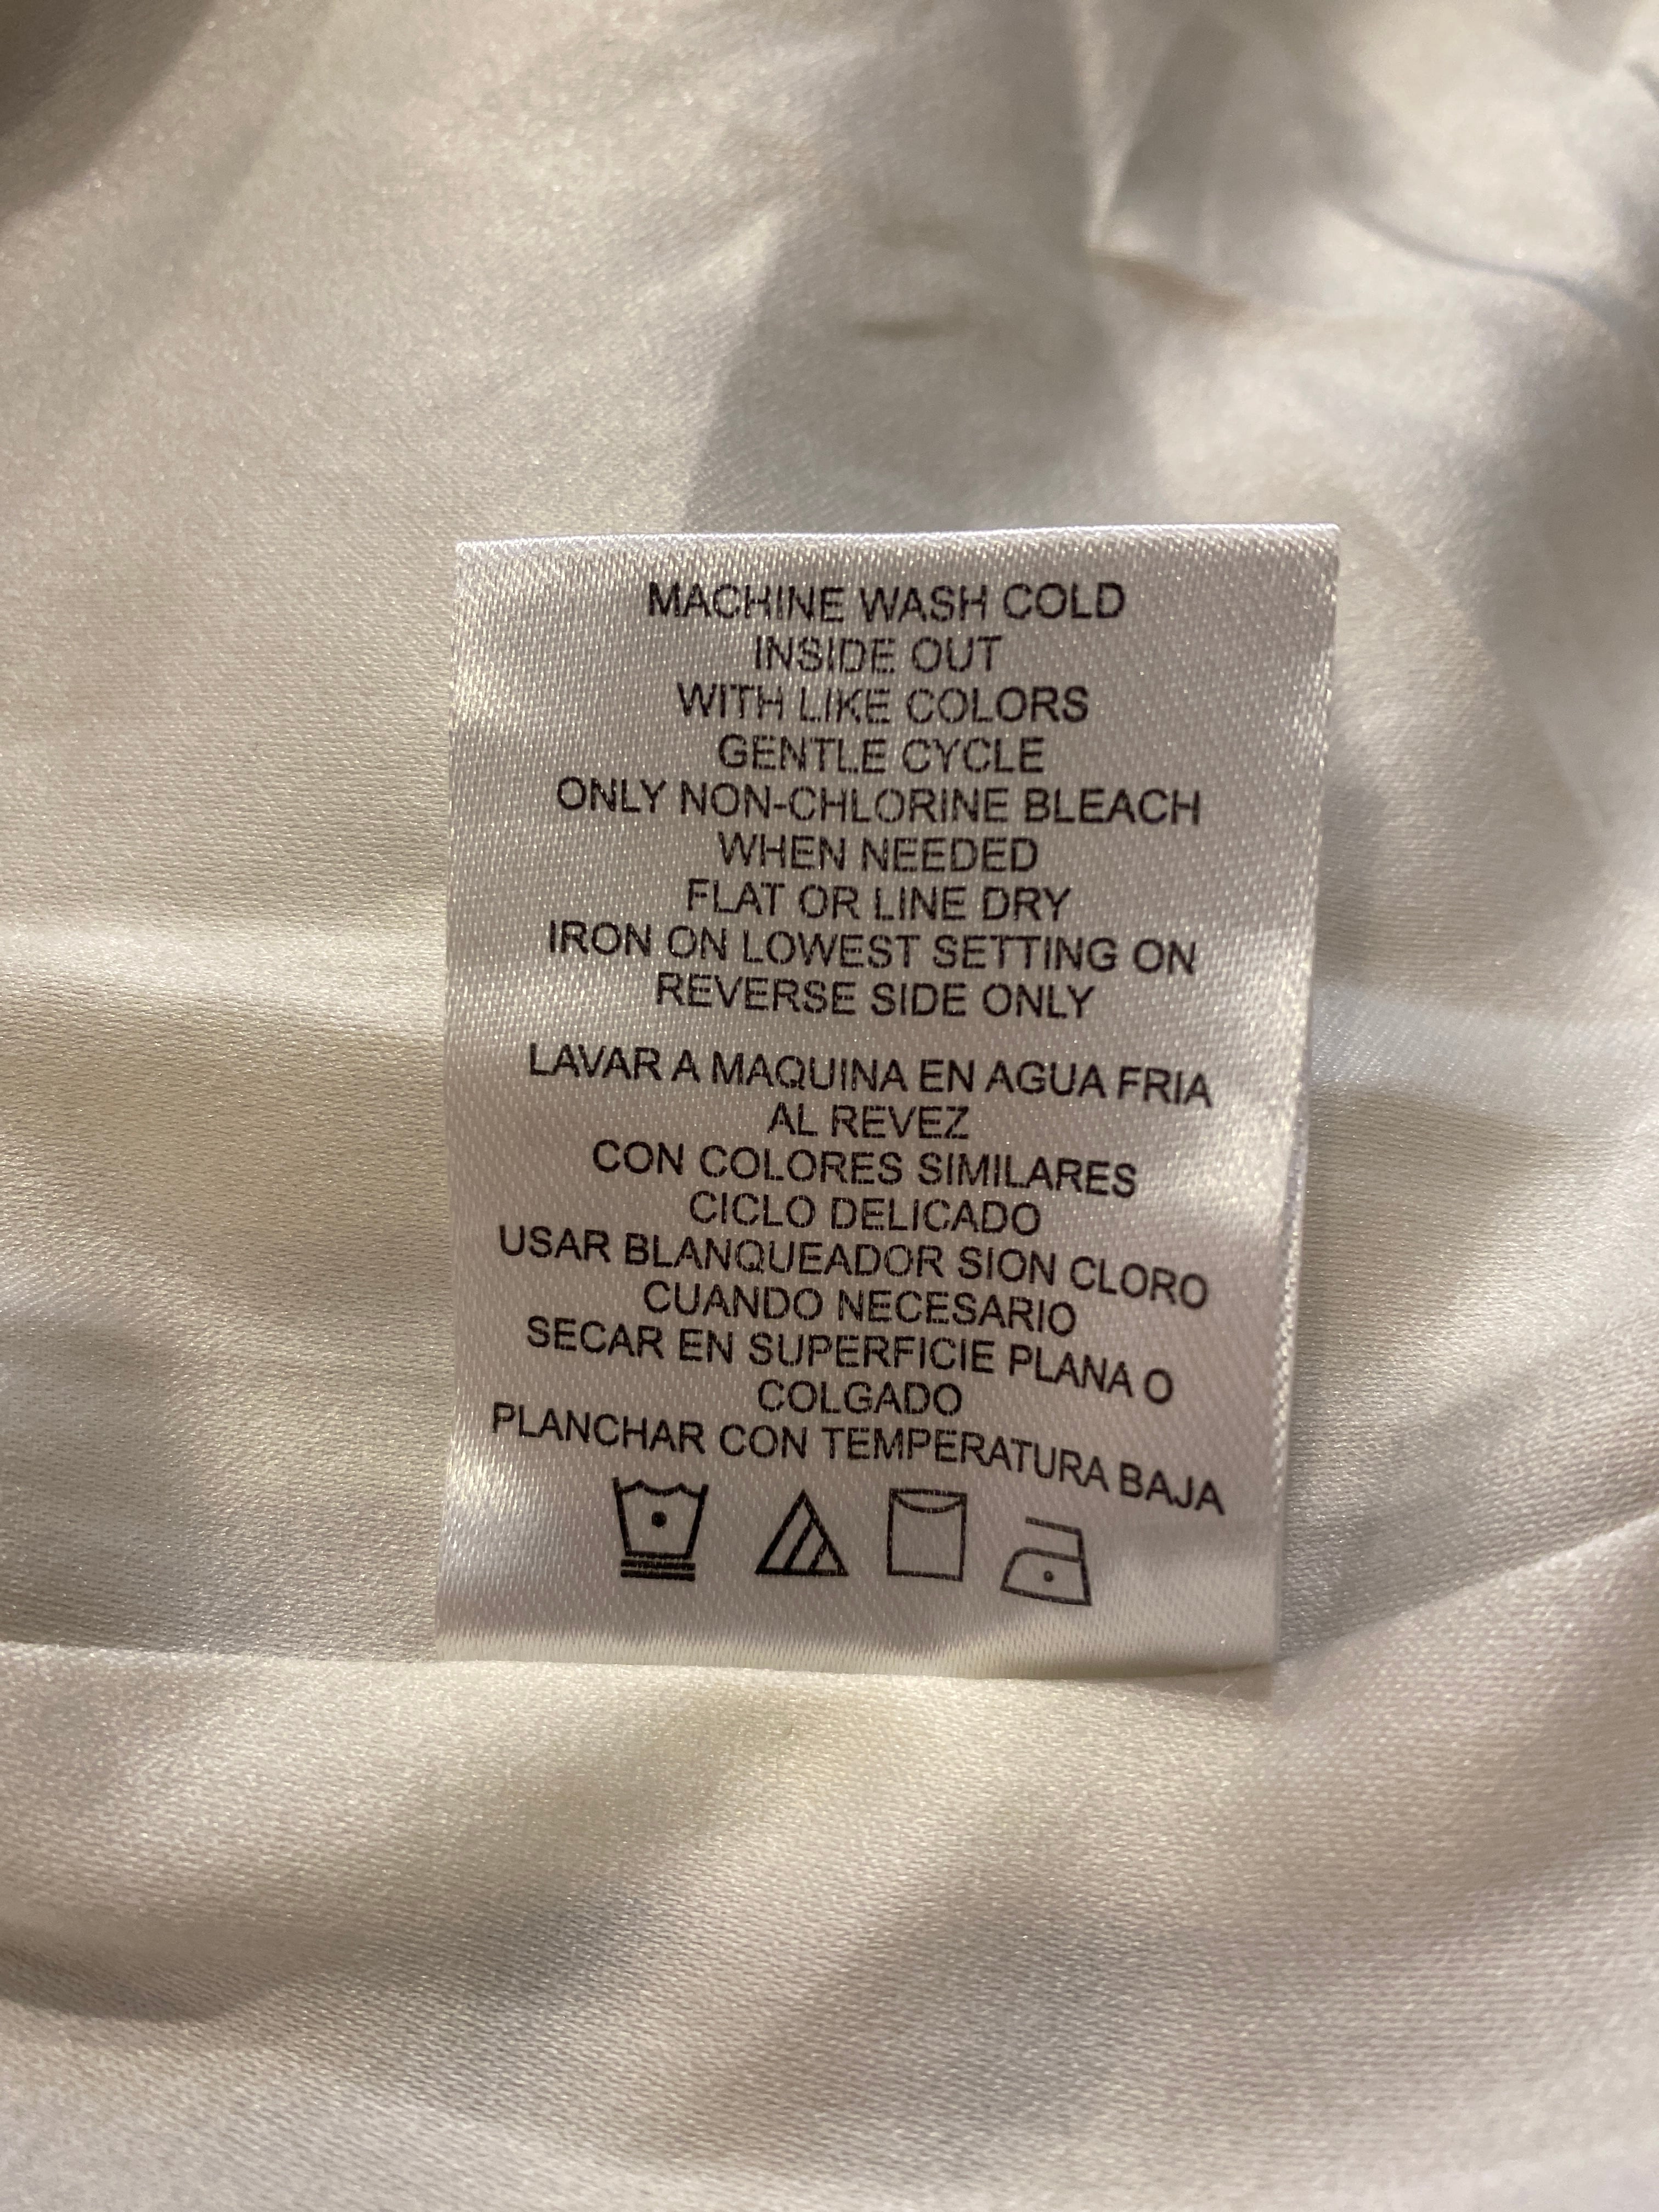 MACHINE WASH COLD
INSIDE OUT
WITH LIKE COLORS
GENTLE CYCLE
ONLY NON-CHLORINE BLEACH
WHEN NEEDED
FLAT OR LINE DRY
IRON ON LOWEST SETTING ON
REVERSE SIDE ONLY
LAVAR A MAQUINA EN AGUA FRIA
AL REVEZ
CON COLORES SIMILARES
CICLO DELICADO
USAR BLANQUEADOR SION CLORO
CUANDO NECESARIO
SECAR EN SUPERFICIE PLANA O
COLGADO
PLANCHAR CON TEMPERATURA BAJA